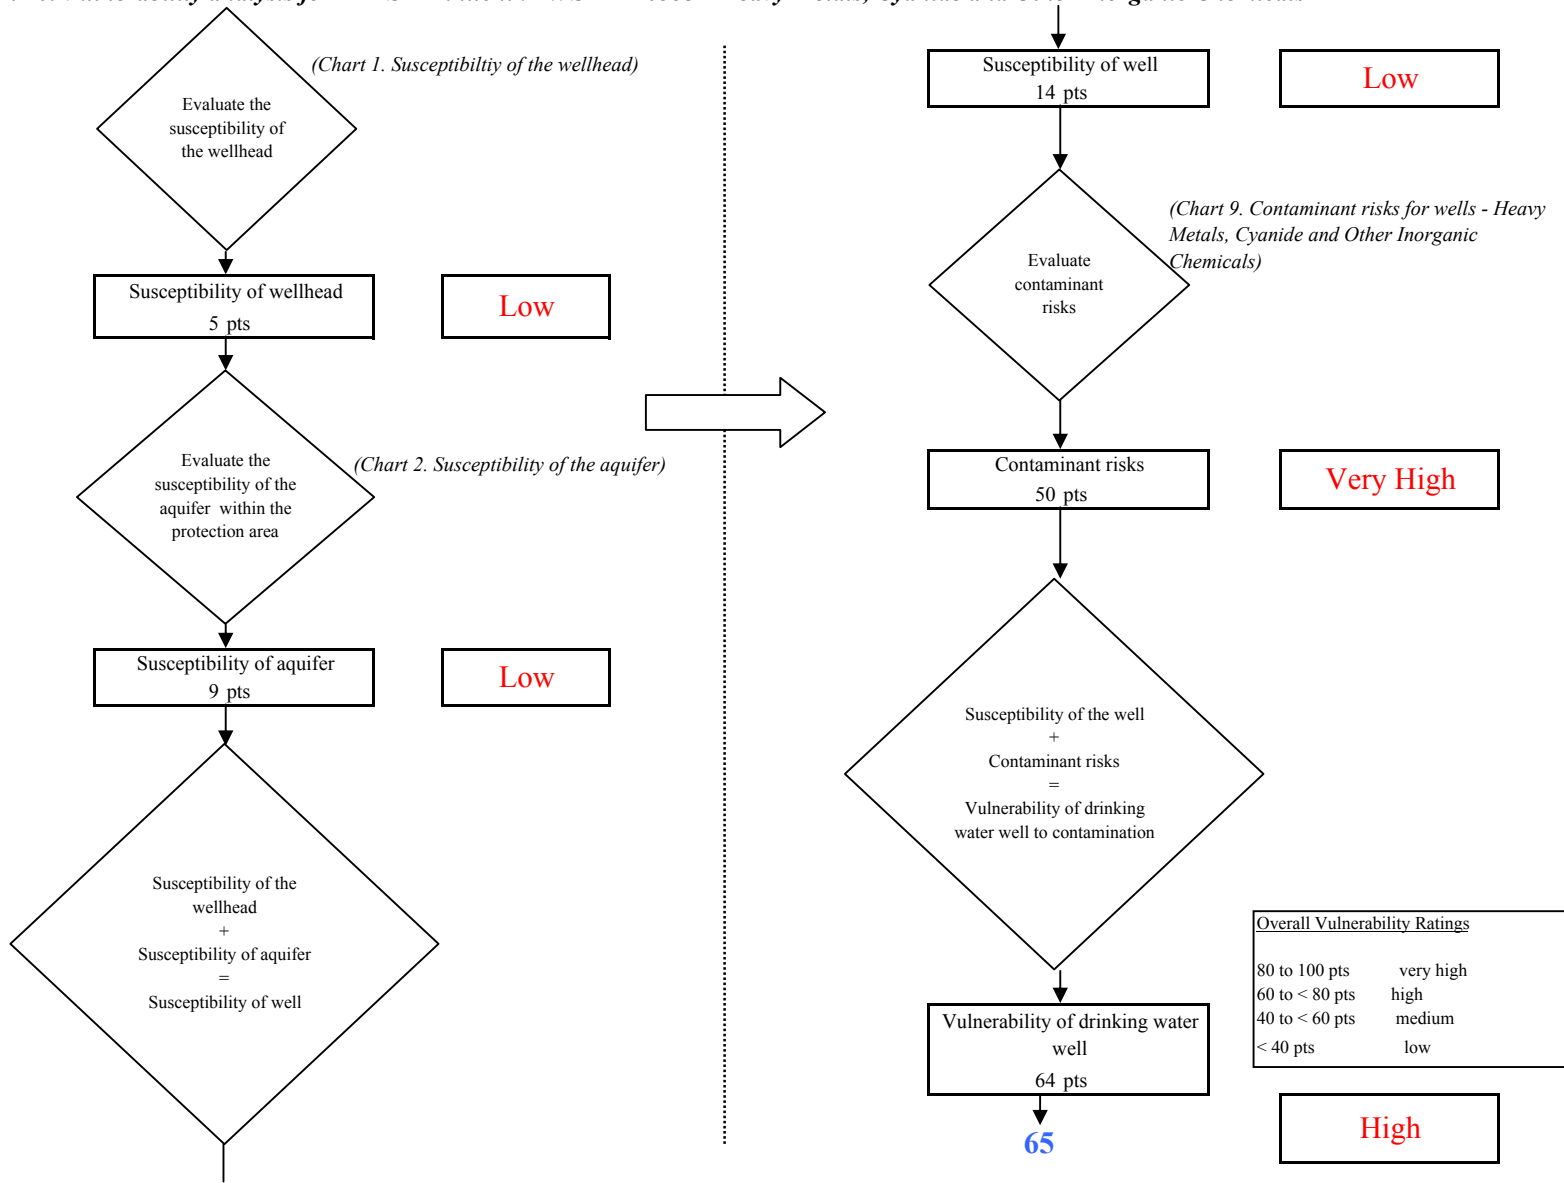 (Chart 1. Susceptibiltiy of the wellhead)
Evaluate the
susceptibility of
the wellhead
Susceptibility of wellhead
5 pts
Low
Evaluate the
susceptibility of the
aquifer within the
protection area
(Chart 2. Susceptibility of the aquifer)
Susceptibility of aquifer
9 pts
Low
Susceptibility of the
wellhead
+
Susceptibility of aquifer
=
Susceptibility of well
Susceptibility of well
14 pts
Low
(Chart 9. Contaminant risks for wells - Heavy
Metals, Cyanide and Other Inorganic
Chemicals)
Evaluate
contaminant
risks
Contaminant risks
50 pts
Very High
Susceptibility of the well
+
Contaminant risks
=
Vulnerability of drinking
water well to contamination
Overall Vulnerability Ratings
80 to 100 pts very high
60 to < 80 pts high
40 to < 60 pts medium
< 40 pts low
Vulnerability of drinking water
well
64 pts
65
High